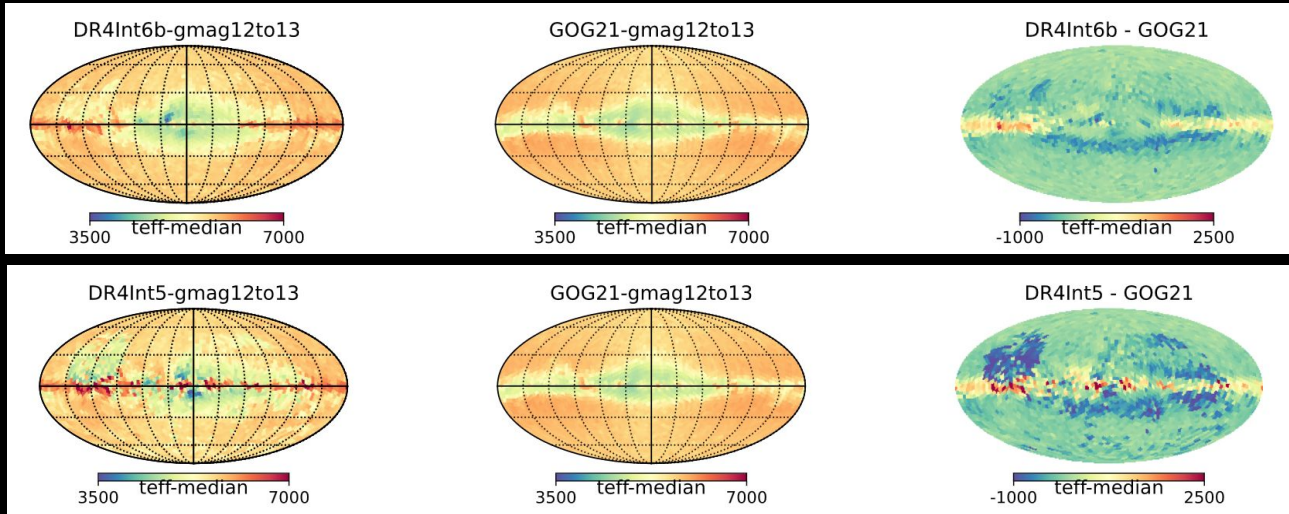 DR4Int6b-gmag12to13
GOG21-gmag12to13
DR4Int6b - GOG21
teff-median
3500 7000
teff-median
3500 7000
teff-median
-1000 2500
DR4Int5-gmag12to13
GOG21-gmag12to13
DR4Int5 - GOG21
teff-median
3500 7000
teff-median
3500 7000
teff-median
-1000 2500